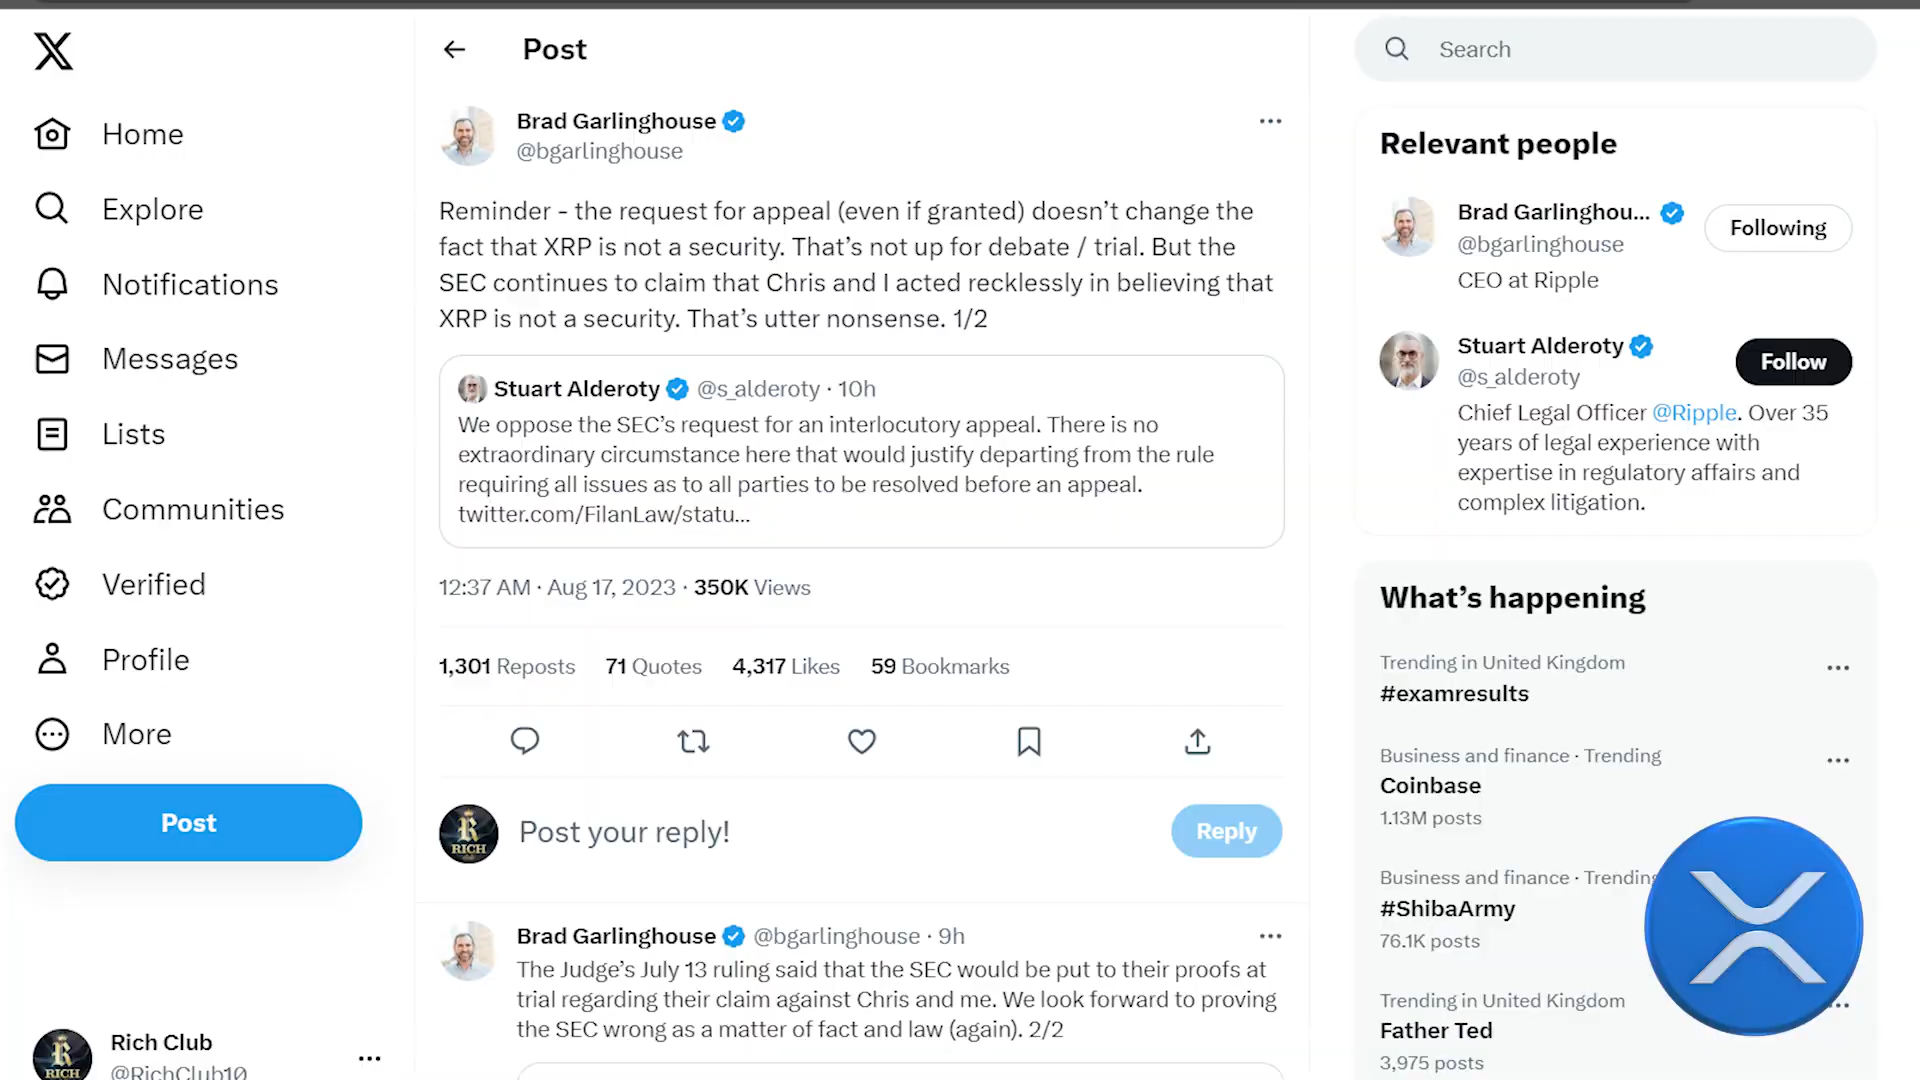 Home
Explore
Notifications
Messages
Lists
Communities
Verified
Profile
More
Post
Rich Club
@RichClub10
Post
Brad Garlinghouse
@bgarlinghouse
Reminder - the request for appeal (even if granted) doesn’t change the
fact that XRP is not a security. That’s not up for debate / trial. But the
SEC continues to claim that Chris and I acted recklessly in believing that
XRP is not a security. That’s utter nonsense. 1/2
Stuart Alderoty @s_alderoty · 10h
We oppose the SEC’s request for an interlocutory appeal. There is no
extraordinary circumstance here that would justify departing from the rule
requiring all issues as to all parties to be resolved before an appeal.
twitter.com/FilanLaw/statu...
12:37 AM · Aug 17, 2023 · 350K Views
1,301 Reposts 71 Quotes 4,317 Likes 59 Bookmarks
R
RICH
Post your reply!
Reply
Brad Garlinghouse @bgarlinghouse · 9h
The Judge’s July 13 ruling said that the SEC would be put to their proofs at
trial regarding their claim against Chris and me. We look forward to proving
the SEC wrong as a matter of fact and law (again). 2/2
Search
Relevant people
Brad Garlinghou...
@bgarlinghouse
Following
CEO at Ripple
Stuart Alderoty
@s_alderoty
Follow
Chief Legal Officer @Ripple. Over 35
years of legal experience with
expertise in regulatory affairs and
complex litigation.
What’s happening
Trending in United Kingdom
#examresults
Business and finance · Trending
Coinbase
1.13M posts
Business and finance · Trending
#ShibaArmy
76.1K posts
Trending in United Kingdom
Father Ted
3,975 posts